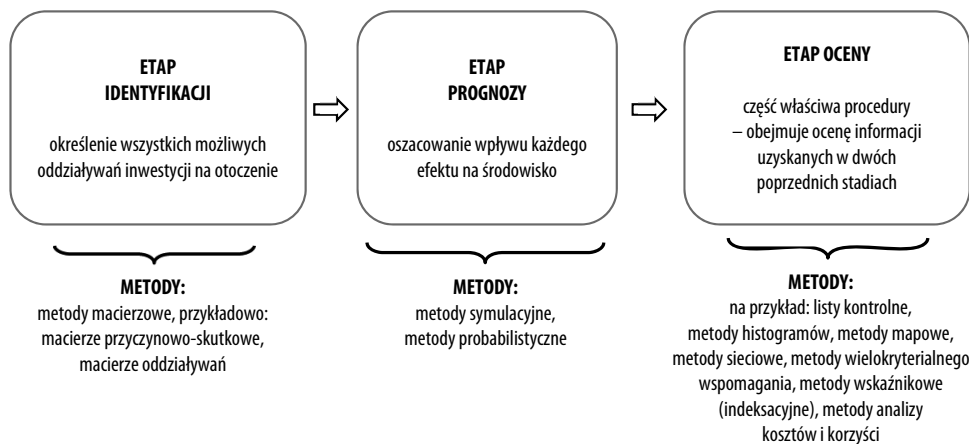 ETAP
IDENTYFIKACJI
określenie wszystkich możliwych
oddziaływań inwestycji na otoczenie
ETAP
PROGNOZY
oszacowanie wpływu każdego
efektu na środowisko
ETAP OCENY
część właściwa procedury
– obejmuje ocenę informacji
uzyskanych w dwóch
poprzednich stadiach
METODY:
metody macierzowe, przykładowo:
macierze przyczynowo-skutkowe,
macierze oddziaływań
METODY:
metody symulacyjne,
metody probabilistyczne
METODY:
na przykład: listy kontrolne,
metody histogramów, metody mapowe,
metody sieciowe, metody wielokryterialnego
wspomagania, metody wskaźnikowe
(indeksacyjne), metody analizy
kosztów i korzyści